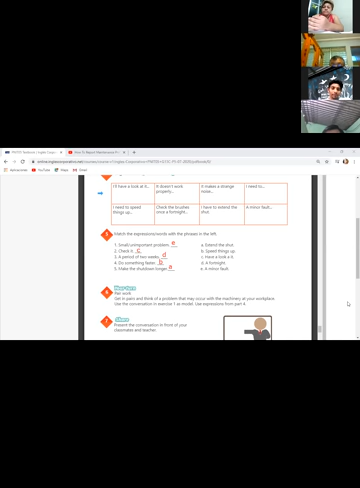 I'll have a look at it...
It doesn't work properly...
It makes a strange noise...
I need to...
I need to speed things up...
Check the brushes once a fortnight...
I have to extend the shut.
A minor fault...
5 Match the expressions/words with the phrases in the left.
1. Small/unimportant problem. e
2. Check it. c
3. A period of two weeks. d
4. Do something faster. b
5. Make the shutdown longer. a
a. Extend the shut.
b. Speed things up.
c. Have a look at it.
d. A fortnight.
e. A minor fault.
6
Pair work
Get in pairs and think of a problem that may occur with the machinery at your workplace.
Use the conversation in exercise 1 as model. Use expressions from part 4.
7 Share
Present the conversation in front of your
classmates and teacher.